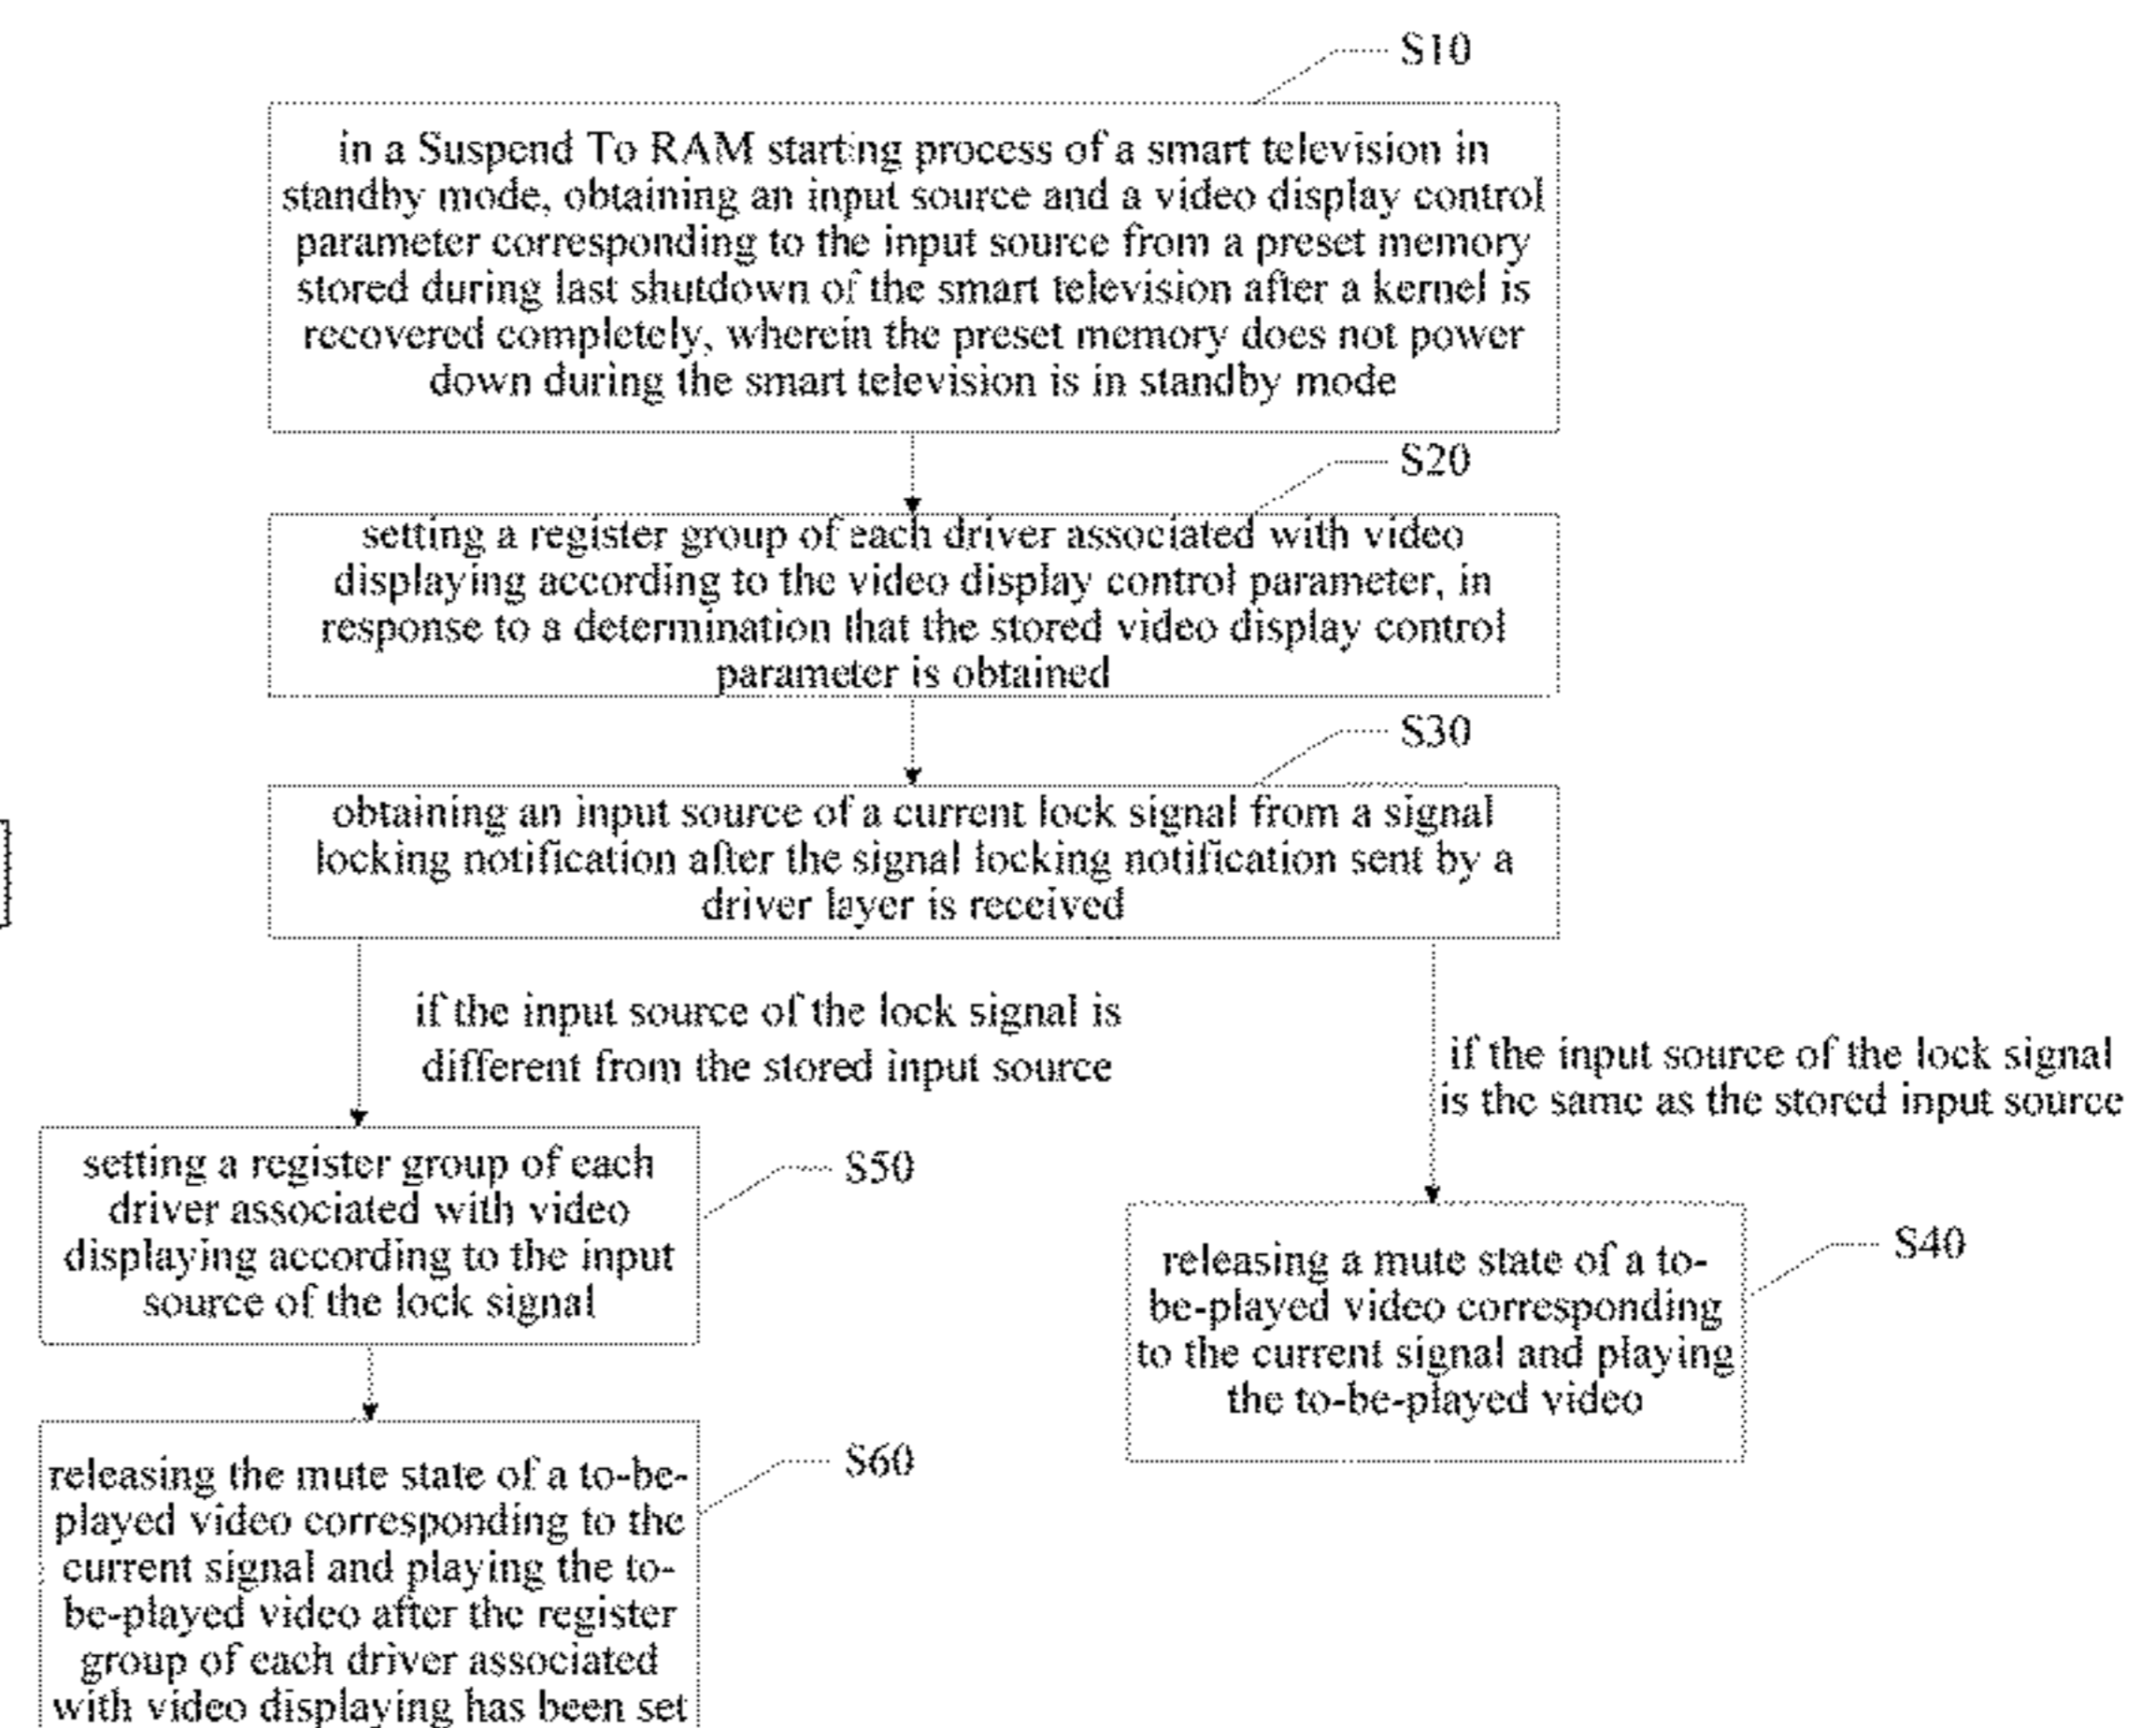 S10
in a Suspend To RAM starting process of a smart television in
standby mode, obtaining an input source and a video display control
parameter corresponding to the input source from a preset memory
stored during last shutdown of the smart television after a kernel is
recovered completely, wherein the preset memory does not power
down during the smart television is in standby mode
S20
setting a register group of each driver associated with video
displaying according to the video display control parameter, in
response to a determination that the stored video display control
parameter is obtained
S30
obtaining an input source of a current lock signal from a signal
locking notification after the signal locking notification sent by a
driver layer is received
if the input source of the lock signal is
different from the stored input source
if the input source of the lock signal
is the same as the stored input source
setting a register group of each
driver associated with video
displaying according to the input
source of the lock signal
S50
releasing a mute state of a to-
be-played video corresponding
to the current signal and playing
the to-be-played video
S40
releasing the mute state of a to-be-
played video corresponding to the
current signal and playing the to-
be-played video after the register
group of each driver associated
with video displaying has been set
S60